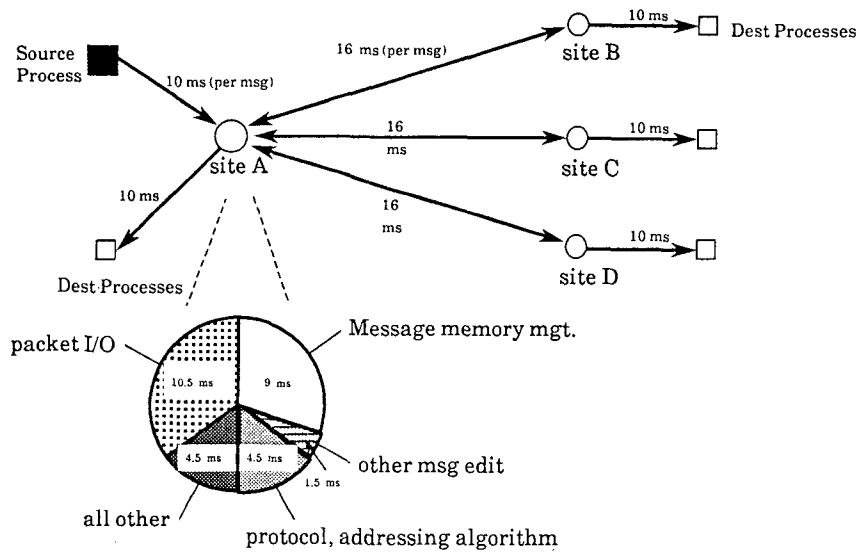 10 ms
10 ms
Dest Processes
Source
Process
16 ms (per msg)
site B
10 ms (per msg)
16
ms
10 ms
site A
site C
10 ms
16
ms
10 ms
site D
Dest Processes
packet I/O
Message memory mgt.
10.5 ms
9 ms
4.5 ms
4.5 ms
other msg edit
1.5 ms
all other
protocol, addressing algorithm